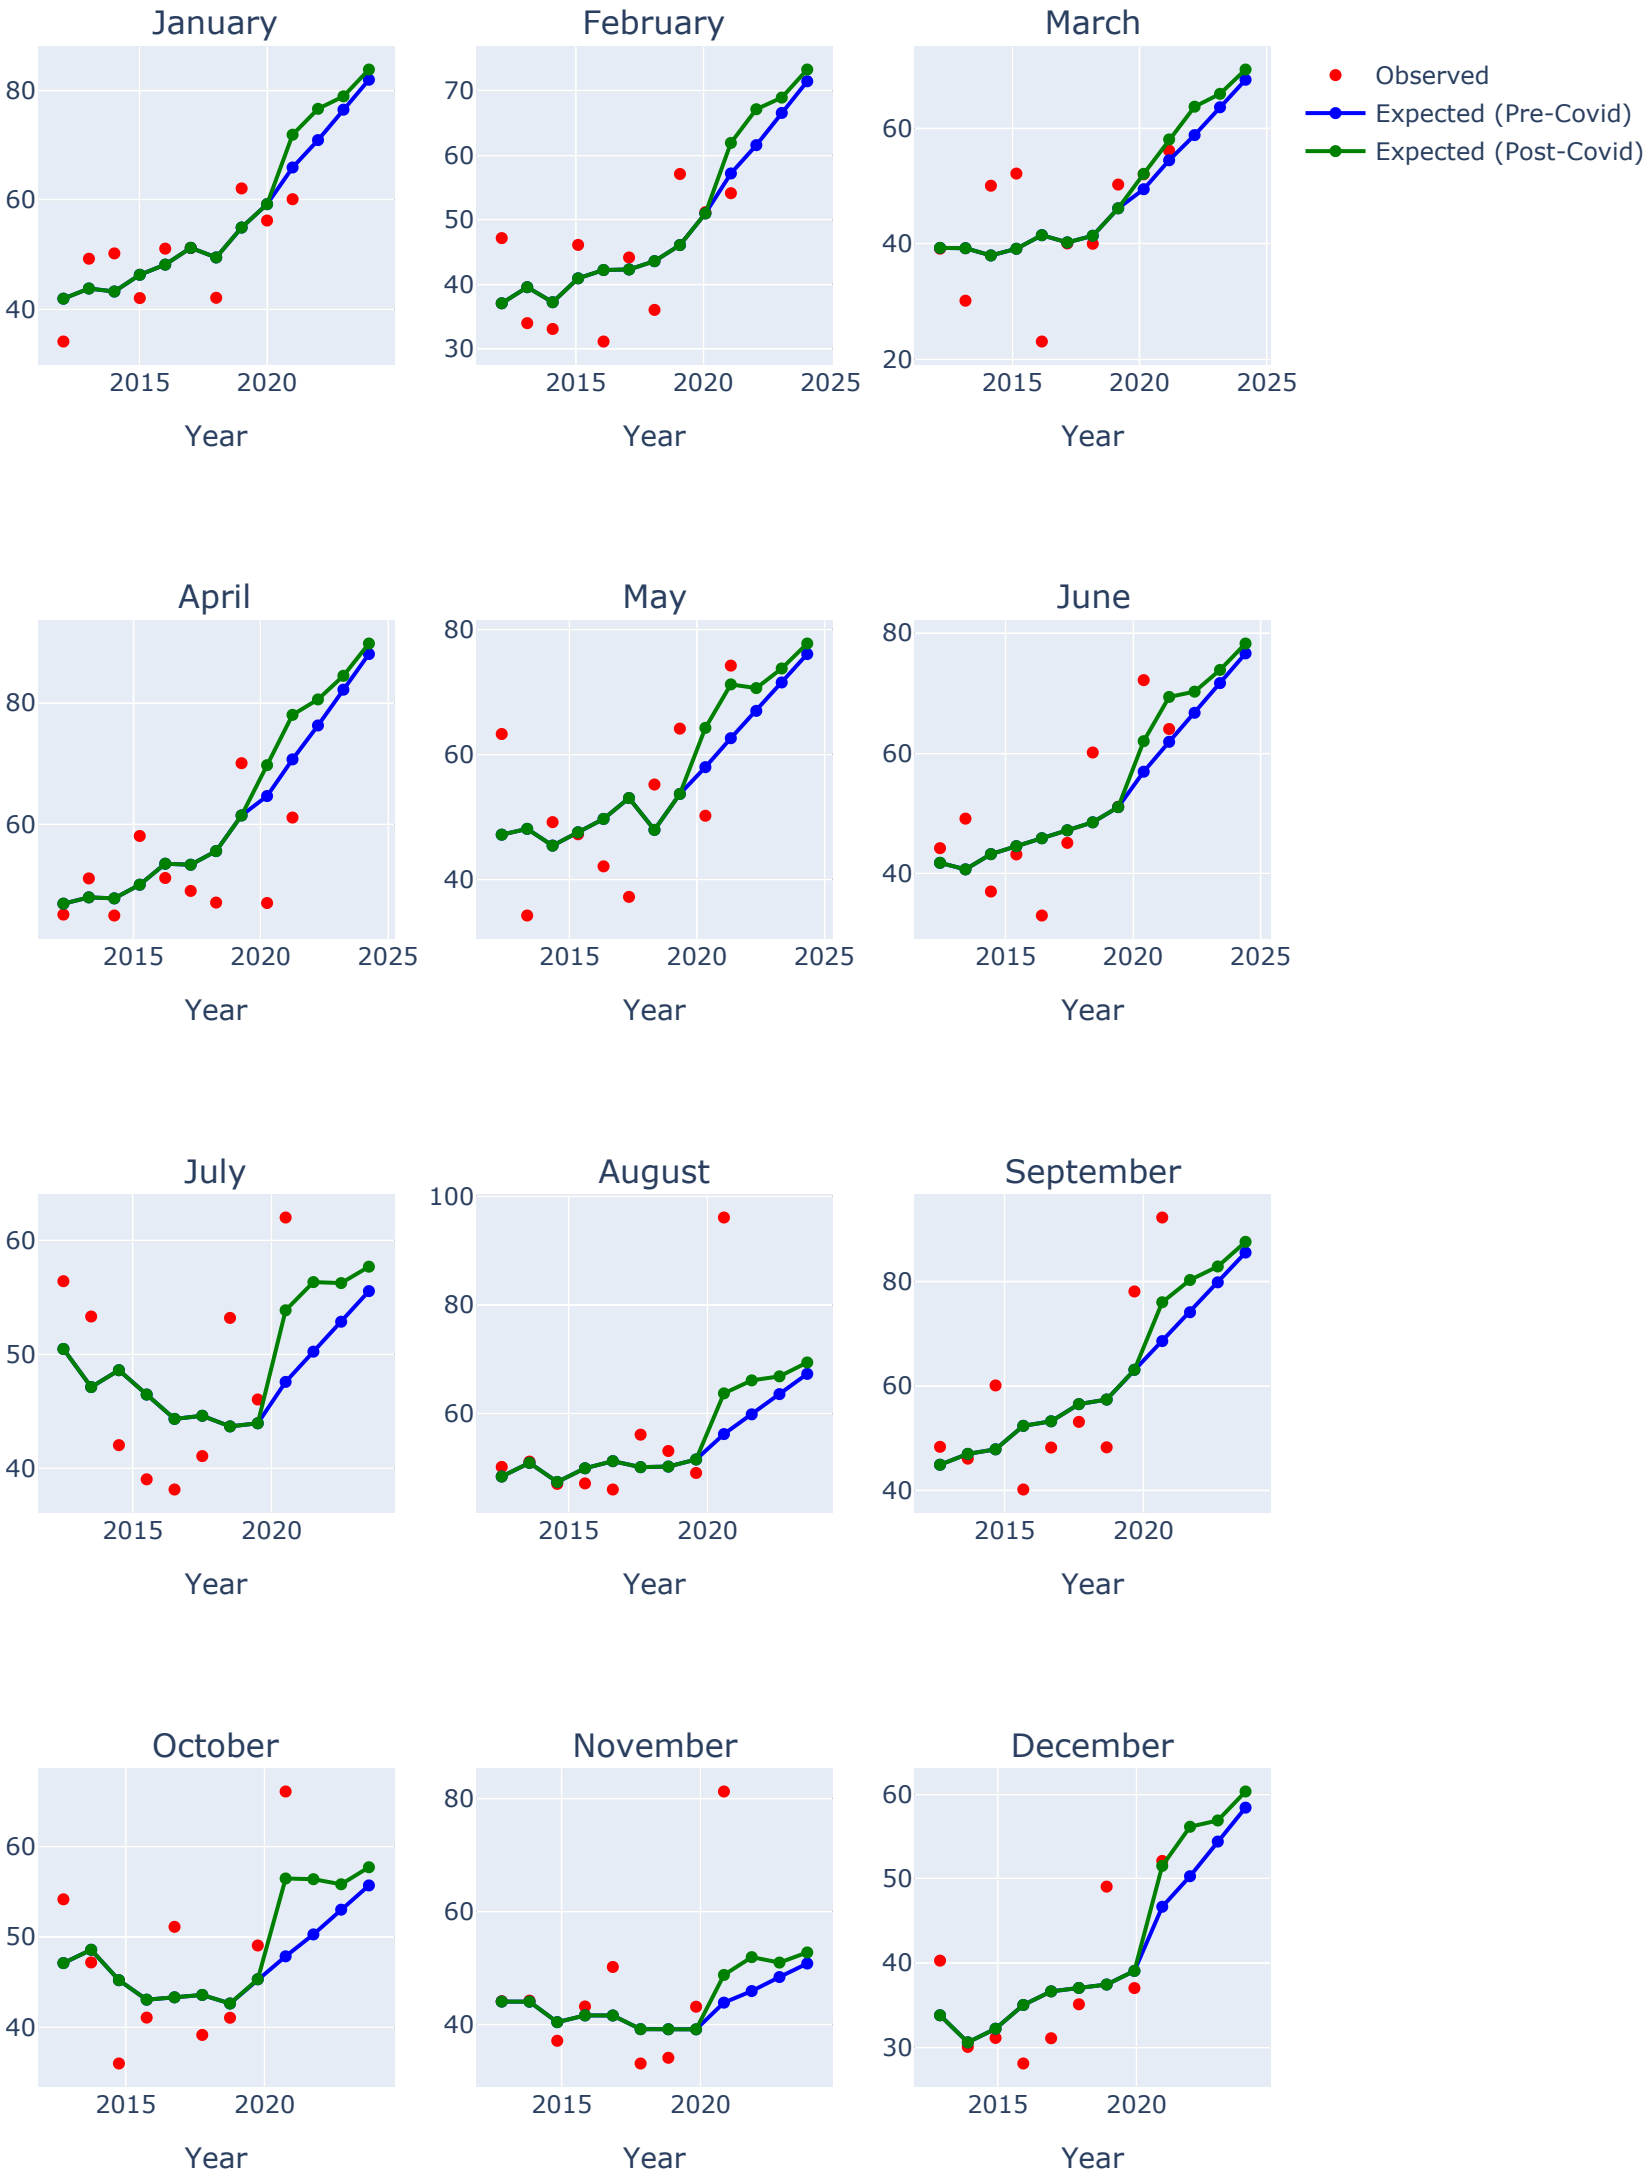 January
February
March
Observed
Expected (Pre-Covid)
Expected (Post-Covid)
80
60
40
2015
2020
Year
70
60
50
40
30
2015
2020
2025
Year
60
40
20
2015
2020
2025
Year
April
May
June
80
60
2015
2020
2025
Year
80
60
40
2015
2020
2025
Year
80
60
40
2015
2020
2025
Year
July
August
September
60
50
40
2015
2020
Year
100
80
60
2015
2020
Year
80
60
40
2015
2020
Year
October
November
December
60
50
40
2015
2020
Year
80
60
40
2015
2020
Year
60
50
40
30
2015
2020
Year